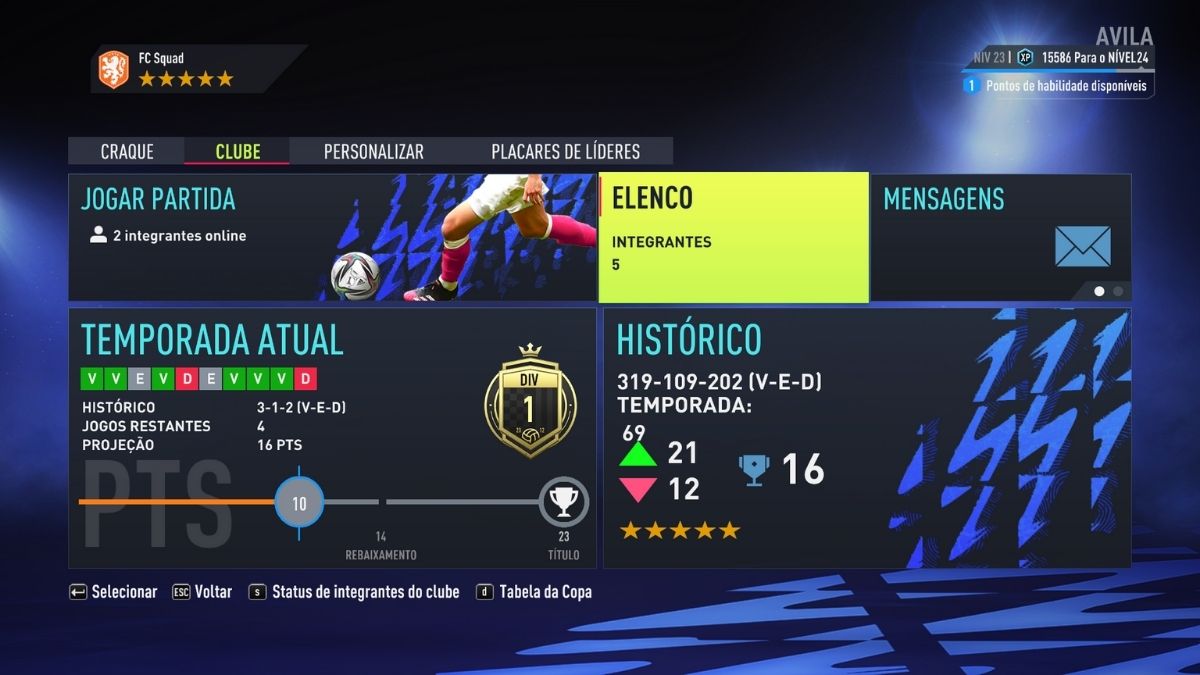 FC Squad
AVILA
NIV 23 | XP 15586 Para o NÍVEL24
1 Pontos de habilidade disponíveis
CRAQUE CLUBE PERSONALIZAR PLACARES DE LÍDERES
JOGAR PARTIDA
2 integrantes online
ELENCO
INTEGRANTES
5
MENSAGENS
TEMPORADA ATUAL
V V E V D E V V V D
HISTÓRICO 3-1-2 (V-E-D)
JOGOS RESTANTES 4
PROJEÇÃO 16 PTS
DIV
1
PTS
10
14
REBAIXAMENTO
23
TÍTULO
HISTÓRICO
319-109-202 (V-E-D)
TEMPORADA:
69
21
12
16
Selecionar ESC Voltar s Status de integrantes do clube d Tabela da Copa